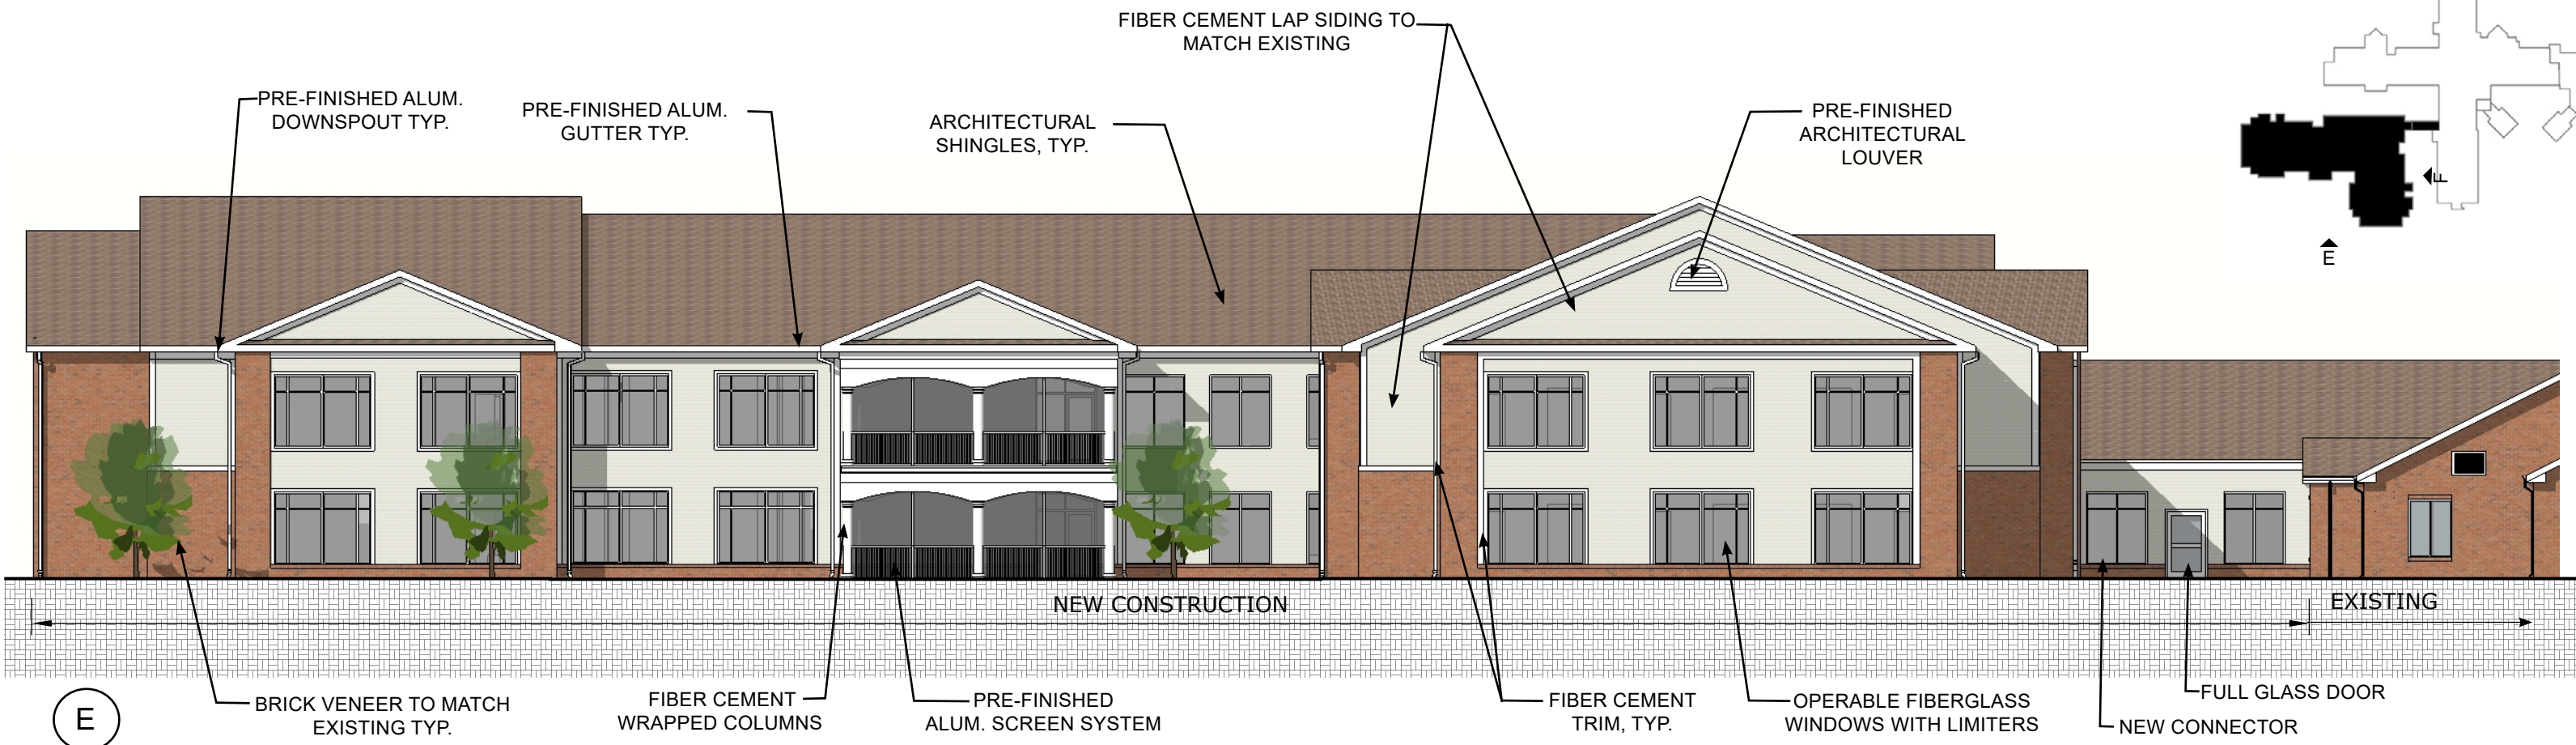 FIBER CEMENT LAP SIDING TO
MATCH EXISTING
PRE-FINISHED ALUM.
DOWNSPOUT TYP.
PRE-FINISHED ALUM.
GUTTER TYP.
ARCHITECTURAL
SHINGLES, TYP.
PRE-FINISHED
ARCHITECTURAL
LOUVER
F
E
NEW CONSTRUCTION
EXISTING
BRICK VENEER TO MATCH
EXISTING TYP.
FIBER CEMENT
WRAPPED COLUMNS
PRE-FINISHED
ALUM. SCREEN SYSTEM
FIBER CEMENT
TRIM, TYP.
OPERABLE FIBERGLASS
WINDOWS WITH LIMITERS
FULL GLASS DOOR
NEW CONNECTOR
E